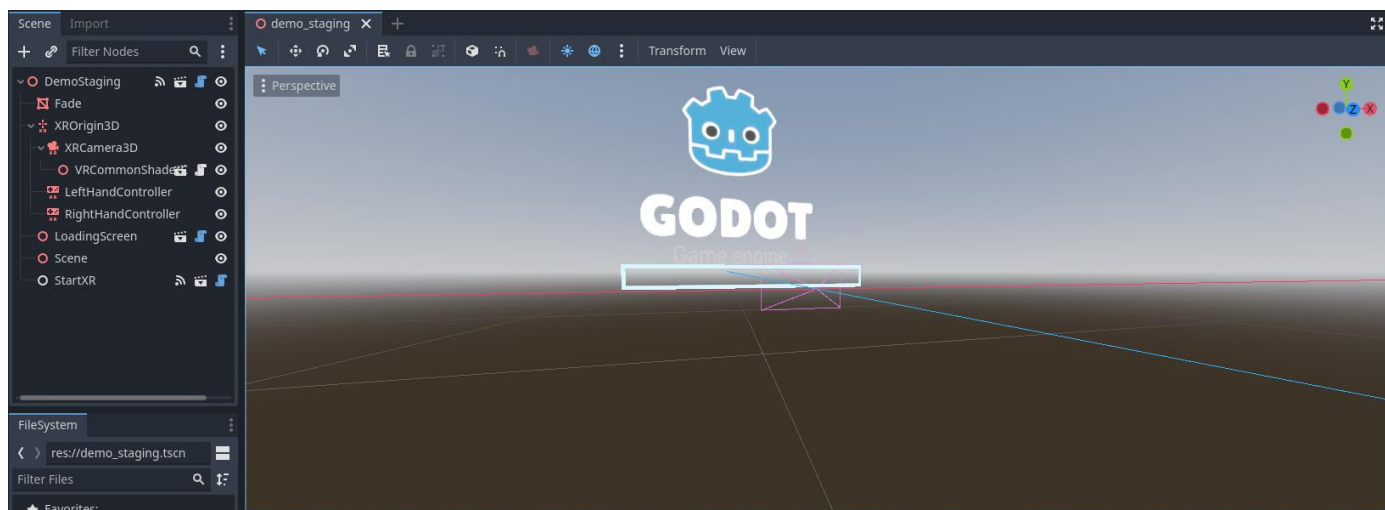 Scene Import
Filter Nodes
DemoStaging
Fade
XROrigin3D
XRCamera3D
VRCommonShade
LeftHandController
RightHandController
LoadingScreen
Scene
StartXR
FileSystem
res://demo_staging.tscn
Filter Files
Favorites:
demo_staging
Transform View
Perspective
GODOT
Game engine
Y
Z X